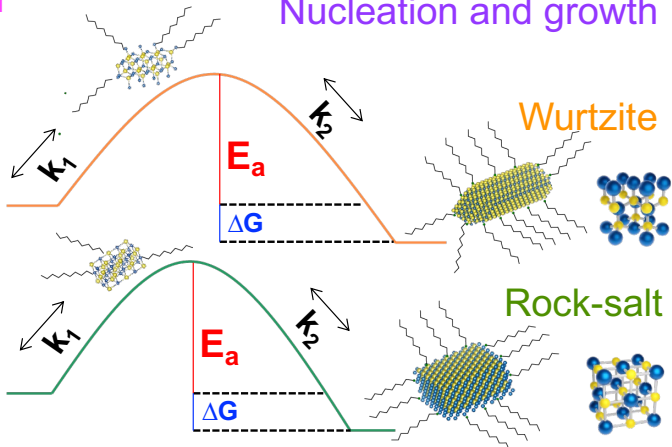 Nucleation and growth
k₁
k₂
Eₐ
ΔG
Wurtzite
k₁
k₂
Eₐ
ΔG
Rock-salt